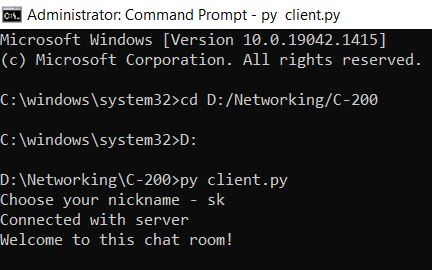 Administrator: Command Prompt - py  client.py
Microsoft Windows [Version 10.0.19042.1415]
(c) Microsoft Corporation. All rights reserved.
C:\windows\system32>cd D:/Networking/C-200
C:\windows\system32>D:
D:\Networking\C-200>py client.py
Choose your nickname - sk
Connected with server
Welcome to this chat room!